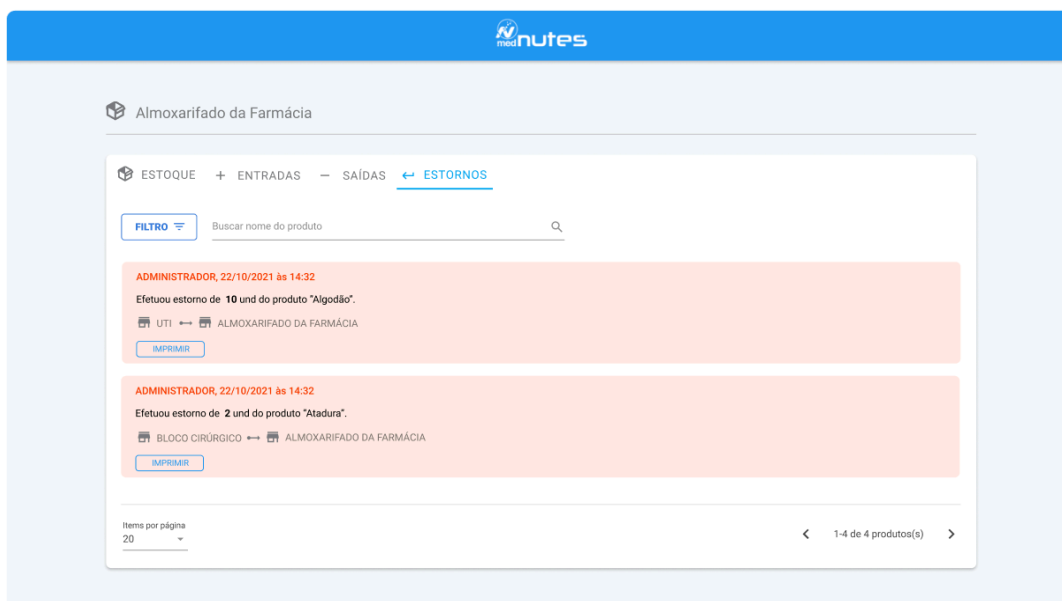 med nutes
Almoxarifado da Farmácia
ESTOQUE + ENTRADAS − SAÍDAS ESTORNOS
FILTRO Buscar nome do produto
ADMINISTRADOR, 22/10/2021 às 14:32
Efetuou estorno de 10 und do produto "Algodão".
UTI ALMOXARIFADO DA FARMÁCIA
IMPRIMIR
ADMINISTRADOR, 22/10/2021 às 14:32
Efetuou estorno de 2 und do produto "Atadura".
BLOCO CIRÚRGICO ALMOXARIFADO DA FARMÁCIA
IMPRIMIR
Items por página
20
1-4 de 4 produtos(s)